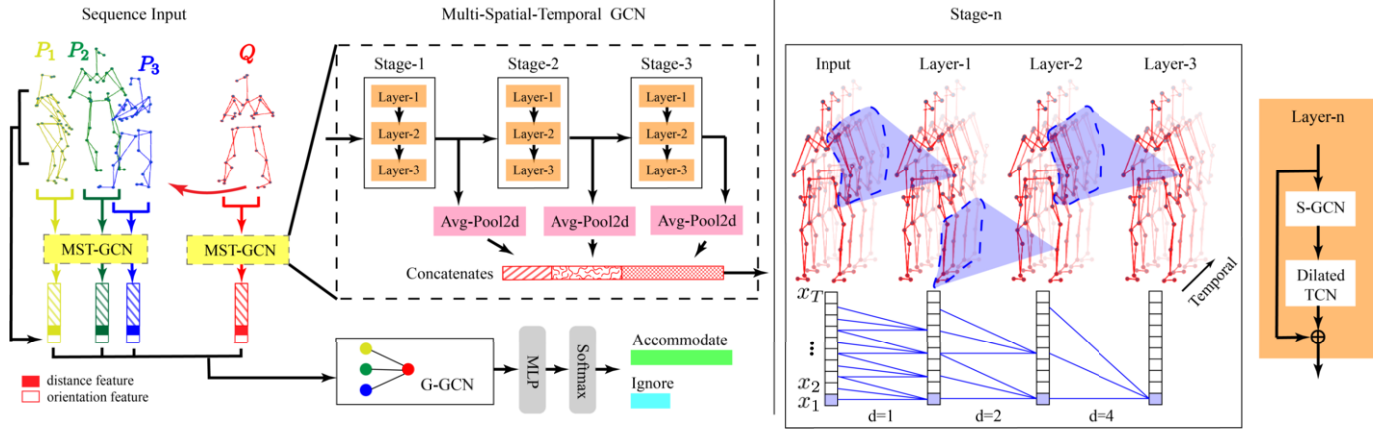 Sequence Input
P₁
P₂
P₃
Q
MST-GCN
MST-GCN
distance feature
orientation feature
Multi-Spatial-Temporal GCN
Stage-1
Stage-2
Stage-3
Layer-1
Layer-2
Layer-3
Layer-1
Layer-2
Layer-3
Layer-1
Layer-2
Layer-3
Avg-Pool2d
Avg-Pool2d
Avg-Pool2d
Concatenates
G-GCN
MLP
Softmax
Accommodate
Ignore
Stage-n
Input
Layer-1
Layer-2
Layer-3
Temporal
x_T
...
x₂
x₁
d=1
d=2
d=4
Layer-n
S-GCN
Dilated
TCN